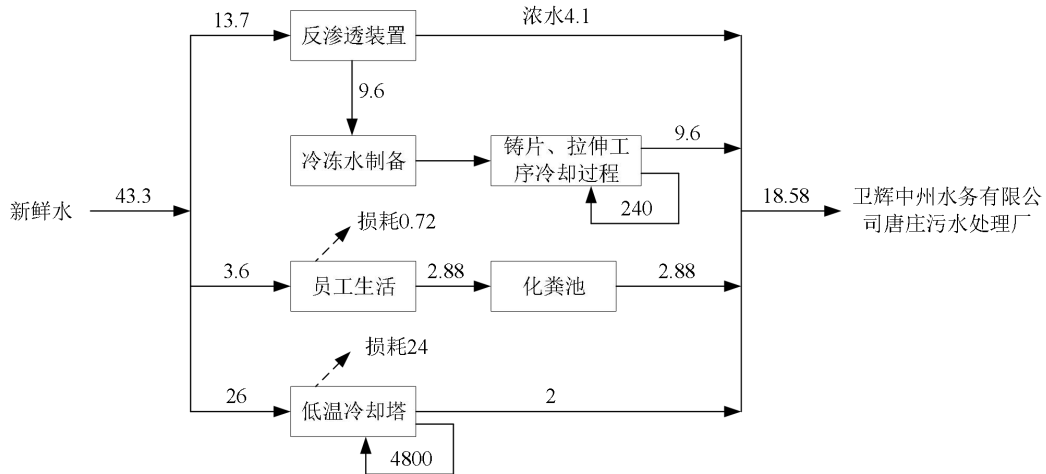 13.7
反渗透装置
浓水4.1
9.6
冷冻水制备
铸片、拉伸工
序冷却过程
9.6
240
新鲜水
43.3
18.58
卫辉中州水务有限公
司唐庄污水处理厂
损耗0.72
3.6
员工生活
2.88
化粪池
2.88
损耗24
26
低温冷却塔
2
4800